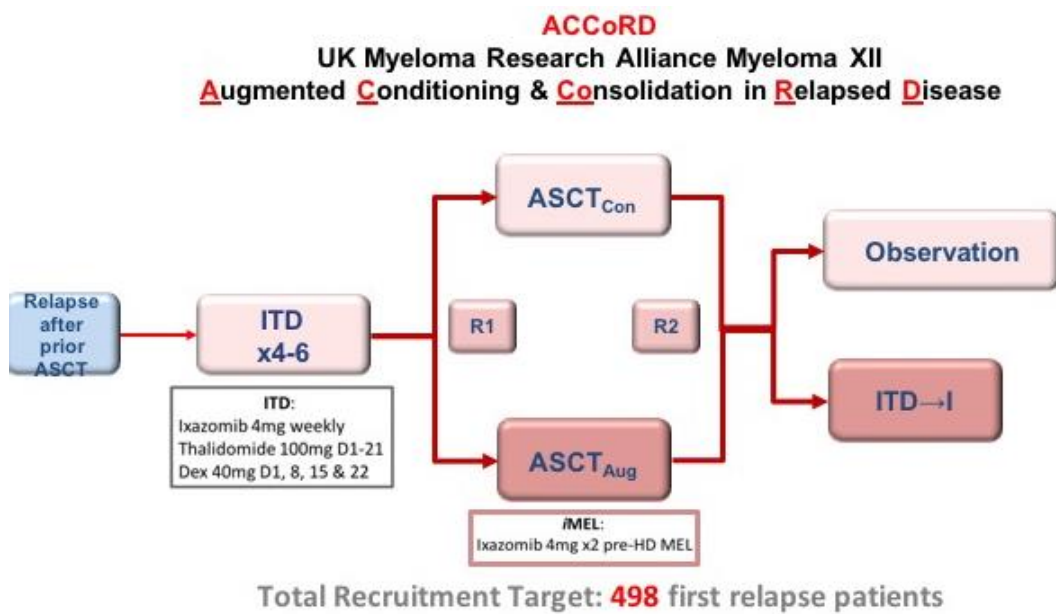 ACCoRD
UK Myeloma Research Alliance Myeloma XII
Augmented Conditioning & Consolidation in Relapsed Disease
Relapse
after
prior
ASCT
ITD
x4-6
ITD:
Ixazomib 4mg weekly
Thalidomide 100mg D1-21
Dex 40mg D1, 8, 15 & 22
ASCTCon
R1
R2
ASCTAug
iMEL:
Ixazomib 4mg x2 pre-HD MEL
Observation
ITD→I
Total Recruitment Target: 498 first relapse patients